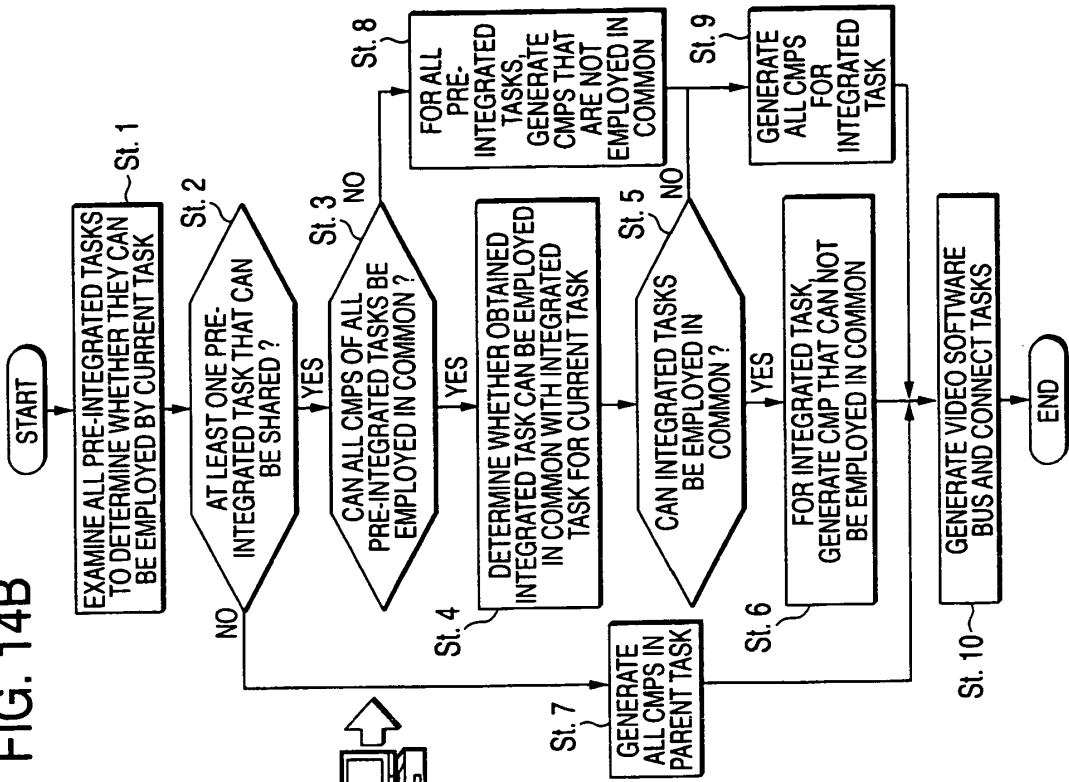 FIG. 14B
START
EXAMINE ALL PRE-INTEGRATED TASKS
TO DETERMINE WHETHER THEY CAN
BE EMPLOYED BY CURRENT TASK
St. 1
AT LEAST ONE PRE-
INTEGRATED TASK THAT CAN
BE SHARED ?
St. 2
NO
YES
CAN ALL CMPS OF ALL
PRE-INTEGRATED TASKS BE
EMPLOYED IN COMMON ?
St. 3
NO
YES
St. 8
FOR ALL
PRE-
INTEGRATED
TASKS,
GENERATE
CMPS THAT
ARE NOT
EMPLOYED IN
COMMON
DETERMINE WHETHER OBTAINED
INTEGRATED TASK CAN BE EMPLOYED
IN COMMON WITH INTEGRATED
TASK FOR CURRENT TASK
St. 4
CAN INTEGRATED TASKS
BE EMPLOYED IN
COMMON ?
St. 5
NO
YES
St. 9
GENERATE
ALL CMPS
FOR
INTEGRATED
TASK
St. 7
GENERATE
ALL CMPS IN
PARENT TASK
FOR INTEGRATED TASK,
GENERATE CMP THAT CAN NOT
BE EMPLOYED IN COMMON
St. 6
GENERATE VIDEO SOFTWARE
BUS AND CONNECT TASKS
St. 10
END